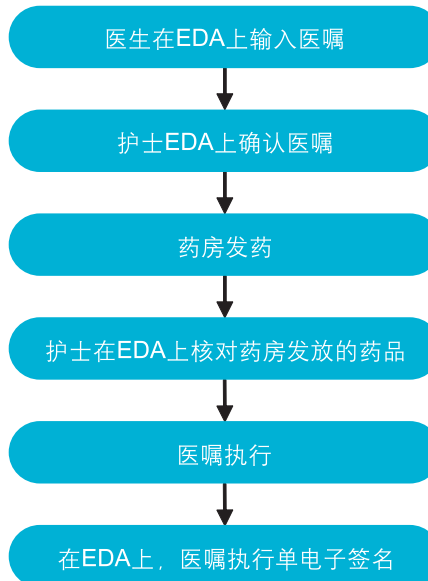 医生在EDA上输入医嘱
护士EDA上确认医嘱
药房发药
护士在EDA上核对药房发放的药品
医嘱执行
在EDA上，医嘱执行单电子签名